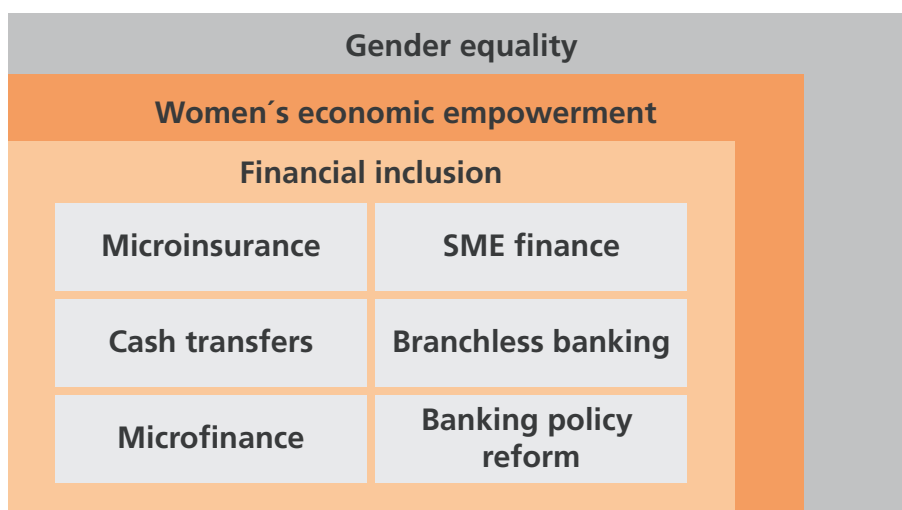 Gender equality
Women´s economic empowerment
Financial inclusion
Microinsurance
SME finance
Cash transfers
Branchless banking
Microfinance
Banking policy
reform